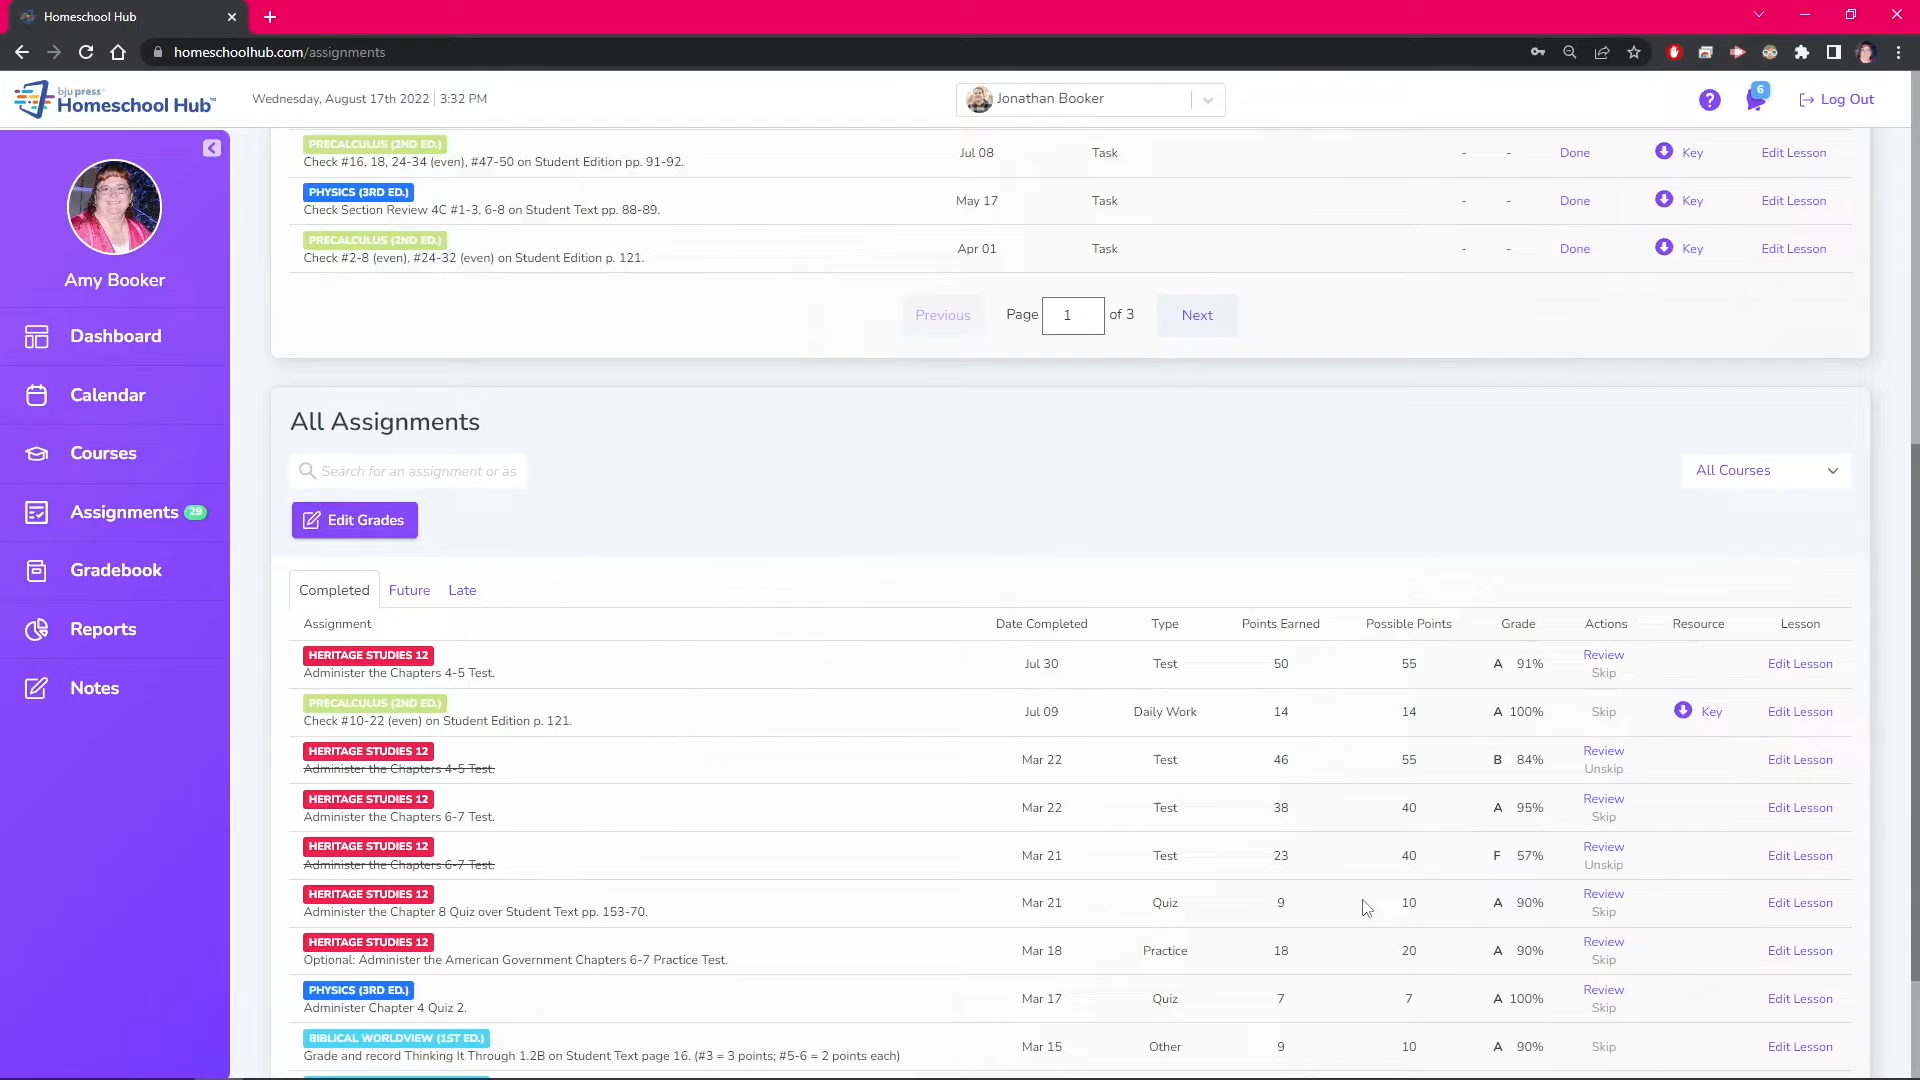 Homeschool Hub
homeschoolhub.com/assignments
bju press
Homeschool Hub™
Wednesday, August 17th 2022 | 3:32 PM
Jonathan Booker
6
Log Out
Amy Booker
Dashboard
Calendar
Courses
Assignments 29
Gradebook
Reports
Notes
PRECALCULUS (2ND ED.)
Check #16, 18, 24-34 (even), #47-50 on Student Edition pp. 91-92. Jul 08 Task - - Done Key Edit Lesson
PHYSICS (3RD ED.)
Check Section Review 4C #1-3, 6-8 on Student Text pp. 88-89. May 17 Task - - Done Key Edit Lesson
PRECALCULUS (2ND ED.)
Check #2-8 (even), #24-32 (even) on Student Edition p. 121. Apr 01 Task - - Done Key Edit Lesson
Previous Page 1 of 3 Next
All Assignments
Search for an assignment or as
All Courses
Edit Grades
Completed Future Late
Assignment Date Completed Type Points Earned Possible Points Grade Actions Resource Lesson
HERITAGE STUDIES 12
Administer the Chapters 4-5 Test. Jul 30 Test 50 55 A 91% Review Skip Edit Lesson
PRECALCULUS (2ND ED.)
Check #10-22 (even) on Student Edition p. 121. Jul 09 Daily Work 14 14 A 100% Skip Key Edit Lesson
HERITAGE STUDIES 12
Administer the Chapters 4-5 Test. Mar 22 Test 46 55 B 84% Review Unskip Edit Lesson
HERITAGE STUDIES 12
Administer the Chapters 6-7 Test. Mar 22 Test 38 40 A 95% Review Skip Edit Lesson
HERITAGE STUDIES 12
Administer the Chapters 6-7 Test. Mar 21 Test 23 40 F 57% Review Unskip Edit Lesson
HERITAGE STUDIES 12
Administer the Chapter 8 Quiz over Student Text pp. 153-70. Mar 21 Quiz 9 10 A 90% Review Skip Edit Lesson
HERITAGE STUDIES 12
Optional: Administer the American Government Chapters 6-7 Practice Test. Mar 18 Practice 18 20 A 90% Review Skip Edit Lesson
PHYSICS (3RD ED.)
Administer Chapter 4 Quiz 2. Mar 17 Quiz 7 7 A 100% Review Skip Edit Lesson
BIBLICAL WORLDVIEW (1ST ED.)
Grade and record Thinking It Through 1.2B on Student Text page 16. (#3 = 3 points; #5-6 = 2 points each) Mar 15 Other 9 10 A 90% Skip Edit Lesson